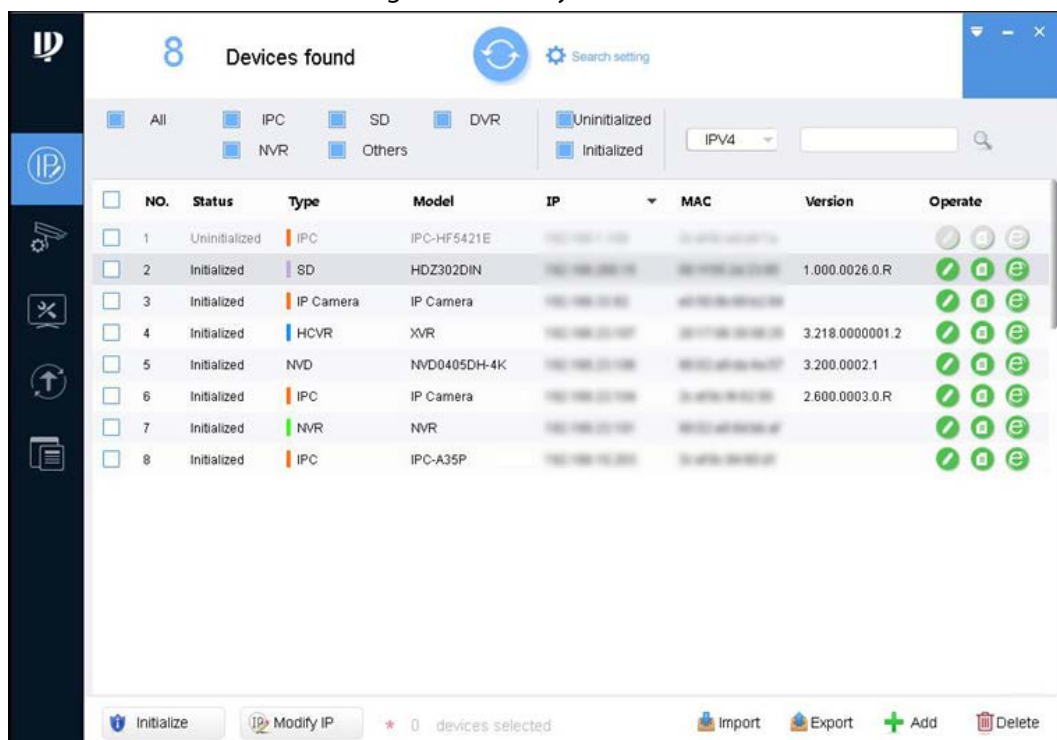 8 Devices found Search setting
All IPC SD DVR Uninitialized
NVR Others Initialized
IPV4
NO. Status Type Model IP MAC Version Operate
1 Uninitialized IPC IPC-HF5421E
2 Initialized SD HDZ302DIN 1.000.0026.0.R
3 Initialized IP Camera IP Camera
4 Initialized HCVR XVR 3.218.0000001.2
5 Initialized NVD NVD0405DH-4K 3.200.0002.1
6 Initialized IPC IP Camera 2.600.0003.0.R
7 Initialized NVR NVR
8 Initialized IPC IPC-A35P
Initialize Modify IP * 0 devices selected Import Export Add Delete